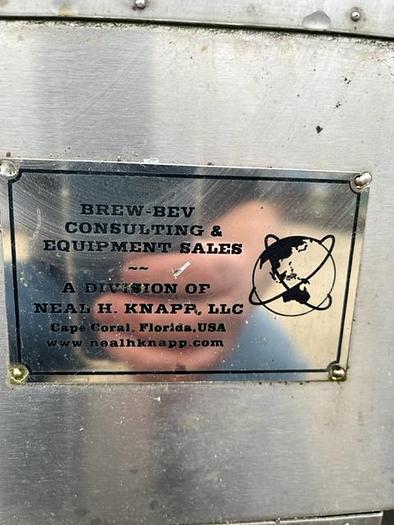 BREW-BEV
CONSULTING &
EQUIPMENT SALES
~~
A DIVISION OF
NEAL H. KNAPP, LLC
Cape Coral, Florida, USA
www.nealhknapp.com